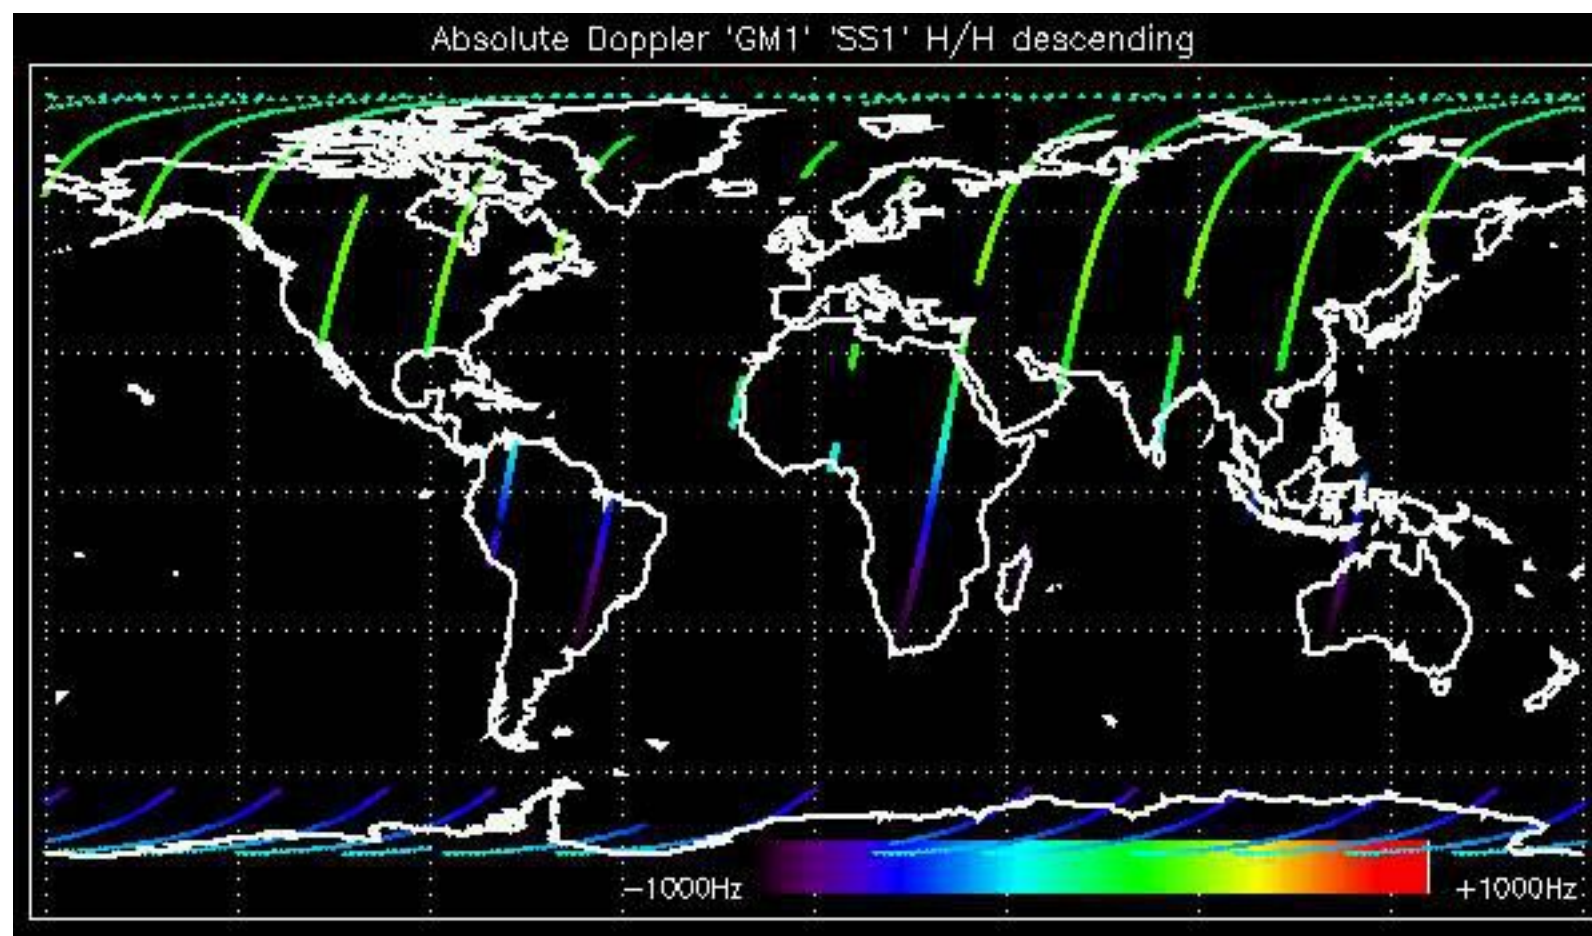 Absolute Doppler 'GM1' 'SS1' H/H descending
−1000Hz
+1000Hz